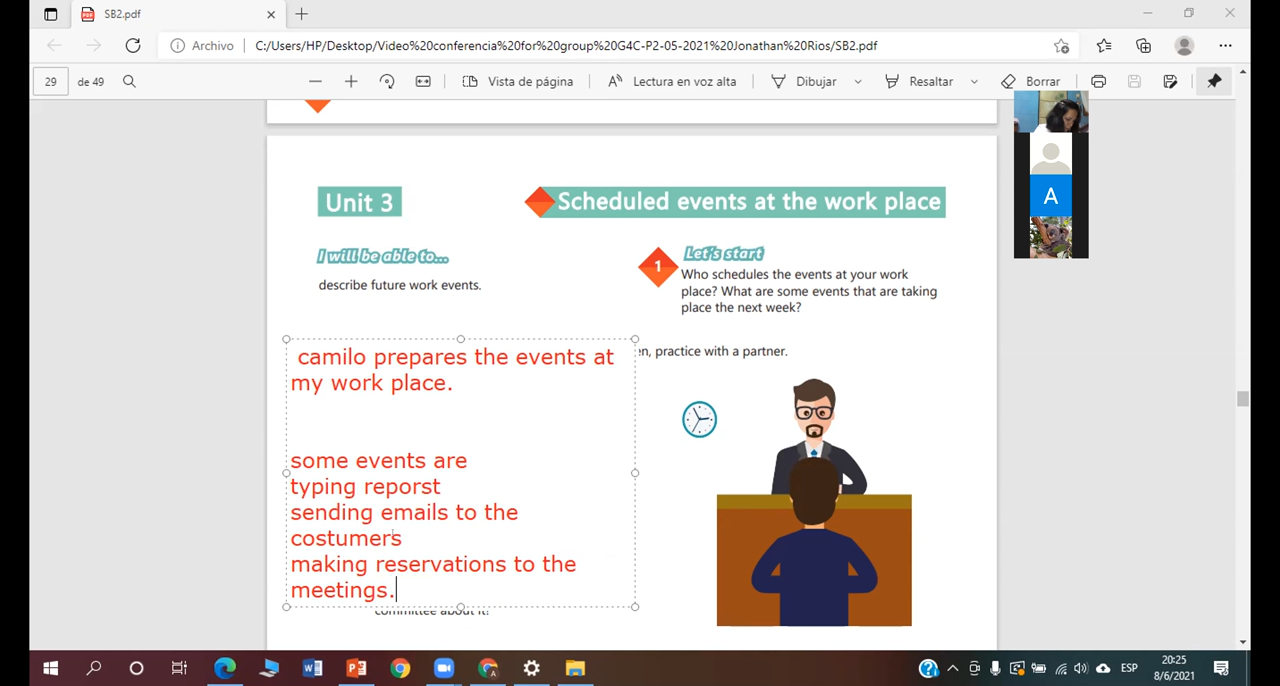 SB2.pdf
Archivo
C:/Users/HP/Desktop/Video%20conferencia%20for%20group%20G4C-P2-05-2021%20Jonathan%20Rios/SB2.pdf
29 de 49
Vista de página
Lectura en voz alta
Dibujar
Resaltar
Borrar
A
Unit 3
Scheduled events at the work place
I will be able to...
describe future work events.
1
Let's start
Who schedules the events at your work
place? What are some events that are taking
place the next week?
en, practice with a partner.
camilo prepares the events at
my work place.
some events are
typing reporst
sending emails to the
costumers
making reservations to the
meetings.
committee about it!
ESP
20:25
8/6/2021